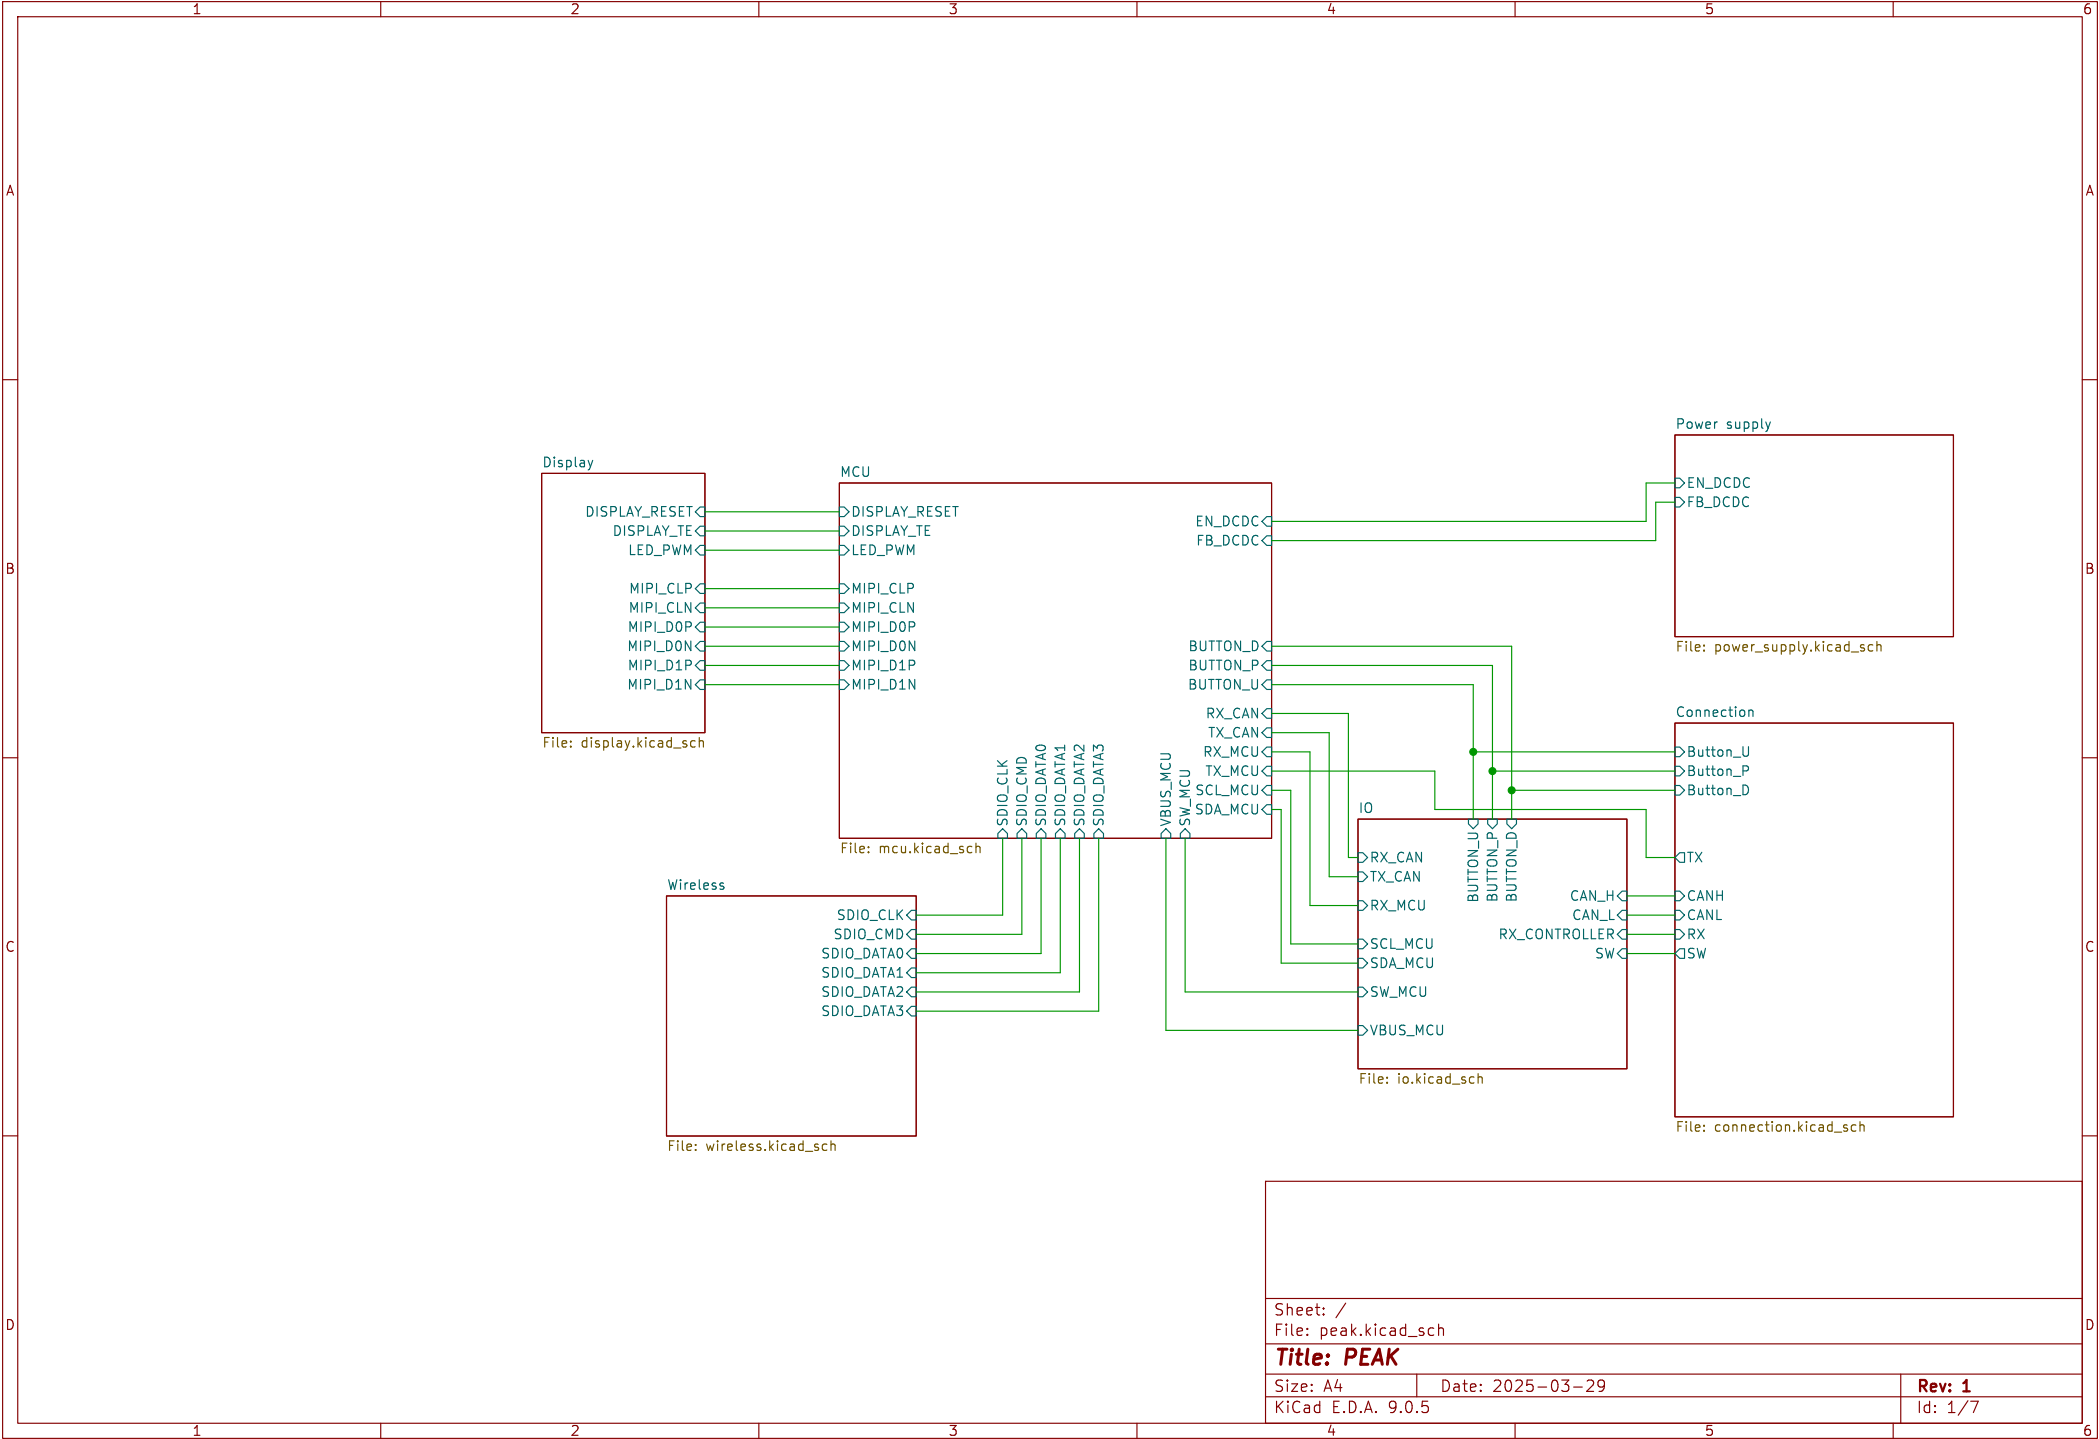 1 2 3 4 5 6
A A
Power supply
EN_DCDC
FB_DCDC
File: power_supply.kicad_sch
Display
DISPLAY_RESET
DISPLAY_TE
LED_PWM
MIPI_CLP
MIPI_CLN
MIPI_D0P
MIPI_D0N
MIPI_D1P
MIPI_D1N
File: display.kicad_sch
MCU
DISPLAY_RESET
DISPLAY_TE
LED_PWM
MIPI_CLP
MIPI_CLN
MIPI_D0P
MIPI_D0N
MIPI_D1P
MIPI_D1N
EN_DCDC
FB_DCDC
BUTTON_D
BUTTON_P
BUTTON_U
RX_CAN
TX_CAN
RX_MCU
TX_MCU
SCL_MCU
SDA_MCU
SDIO_CLK
SDIO_CMD
SDIO_DATA0
SDIO_DATA1
SDIO_DATA2
SDIO_DATA3
VBUS_MCU
SW_MCU
File: mcu.kicad_sch
B B
Connection
Button_U
Button_P
Button_D
TX
CANH
CANL
RX
SW
File: connection.kicad_sch
IO
BUTTON_U
BUTTON_P
BUTTON_D
RX_CAN
TX_CAN
RX_MCU
SCL_MCU
SDA_MCU
SW_MCU
VBUS_MCU
CAN_H
CAN_L
RX_CONTROLLER
SW
File: io.kicad_sch
Wireless
SDIO_CLK
SDIO_CMD
SDIO_DATA0
SDIO_DATA1
SDIO_DATA2
SDIO_DATA3
File: wireless.kicad_sch
C C
Sheet: /
File: peak.kicad_sch
Title: PEAK
Size: A4 Date: 2025-03-29 Rev: 1
KiCad E.D.A. 9.0.5 Id: 1/7
D D
1 2 3 4 5 6